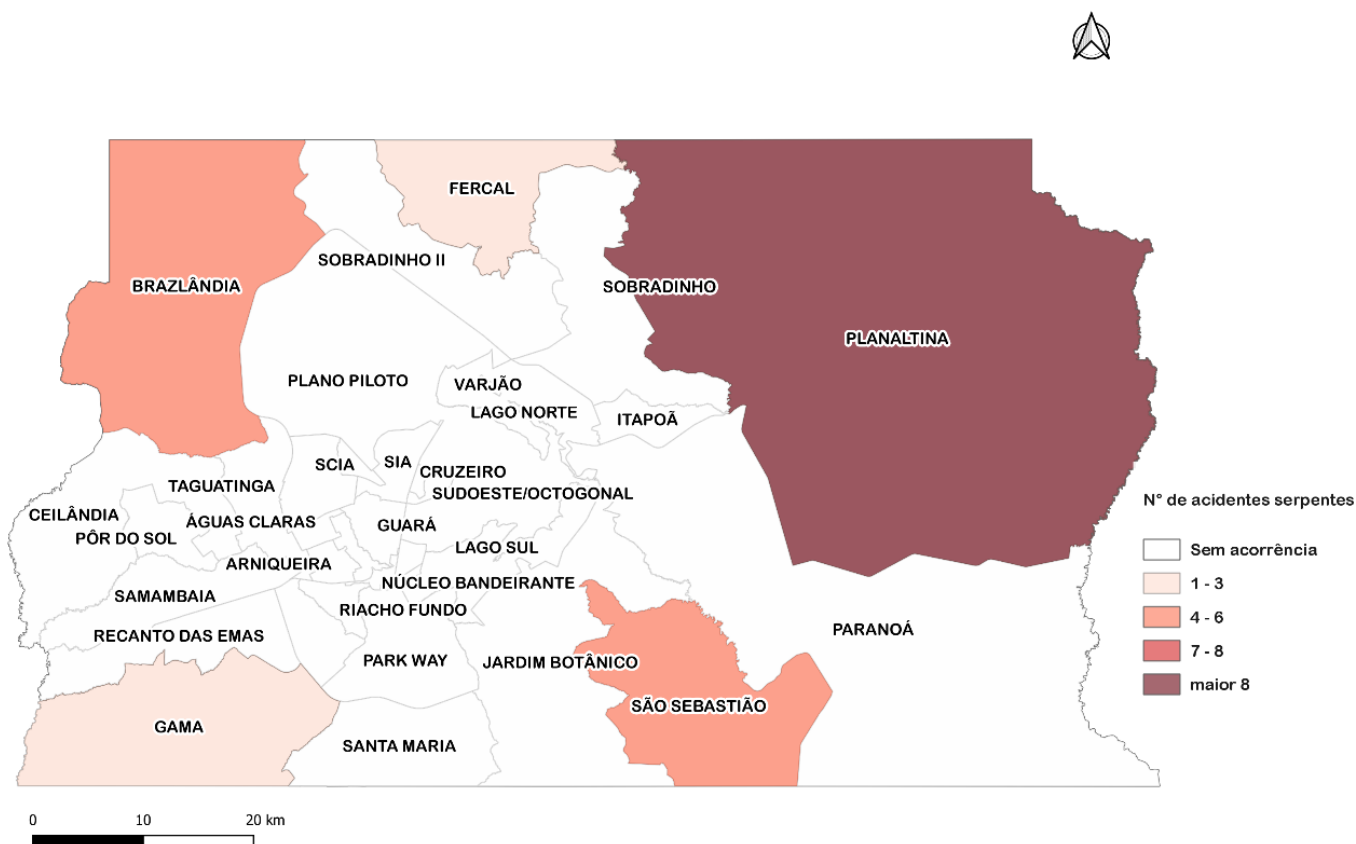 FERCAL
SOBRADINHO II
BRAZLÂNDIA
SOBRADINHO
PLANALTINA
PLANO PILOTO
VARJÃO
LAGO NORTE
ITAPOÃ
SCIA
SIA
CRUZEIRO
TAGUATINGA
SUDOESTE/OCTOGONAL
CEILÂNDIA
ÁGUAS CLARAS
GUARÁ
PÔR DO SOL
LAGO SUL
ARNIQUEIRA
NÚCLEO BANDEIRANTE
SAMAMBAIA
RIACHO FUNDO
RECANTO DAS EMAS
PARANOÁ
PARK WAY
JARDIM BOTÂNICO
SÃO SEBASTIÃO
GAMA
SANTA MARIA
N° de acidentes serpentes
Sem acorrência
1 - 3
4 - 6
7 - 8
maior 8
0 10 20 km